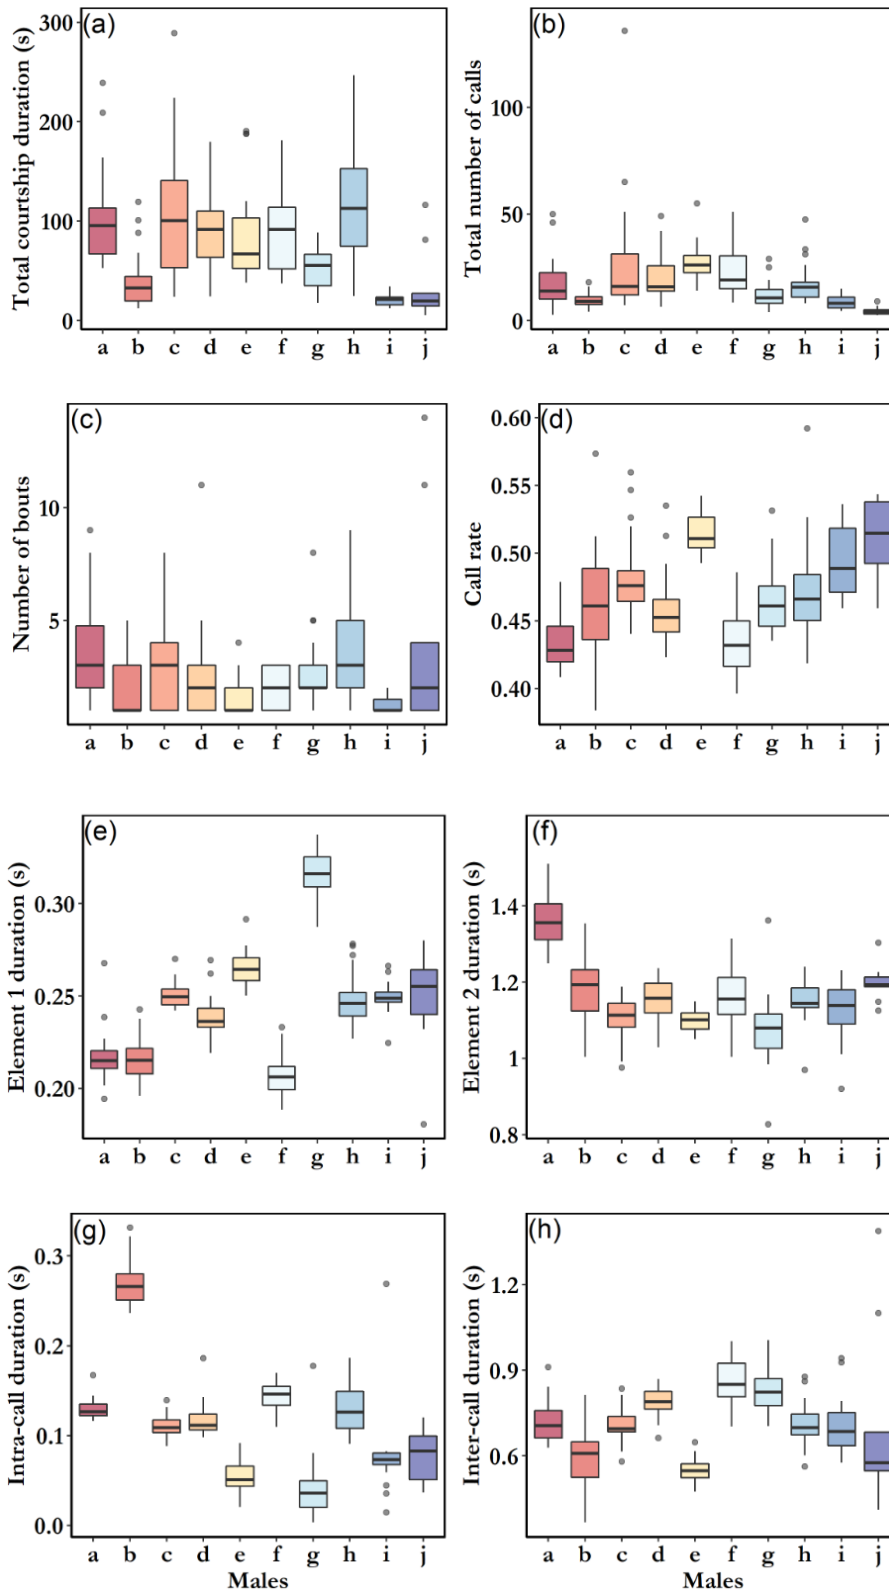 (a)
Total courtship duration (s)
300
200
100
0
a b c d e f g h i j
(b)
Total number of calls
100
50
0
a b c d e f g h i j
(c)
Number of bouts
10
5
a b c d e f g h i j
(d)
Call rate
0.60
0.55
0.50
0.45
0.40
a b c d e f g h i j
(e)
Element 1 duration (s)
0.30
0.25
0.20
a b c d e f g h i j
(f)
Element 2 duration (s)
1.4
1.2
1
0.8
a b c d e f g h i j
(g)
Intra-call duration (s)
0.3
0.2
0.1
0.0
a b c d e f g h i j
Males
(h)
Inter-call duration (s)
1.2
0.9
0.6
a b c d e f g h i j
Males